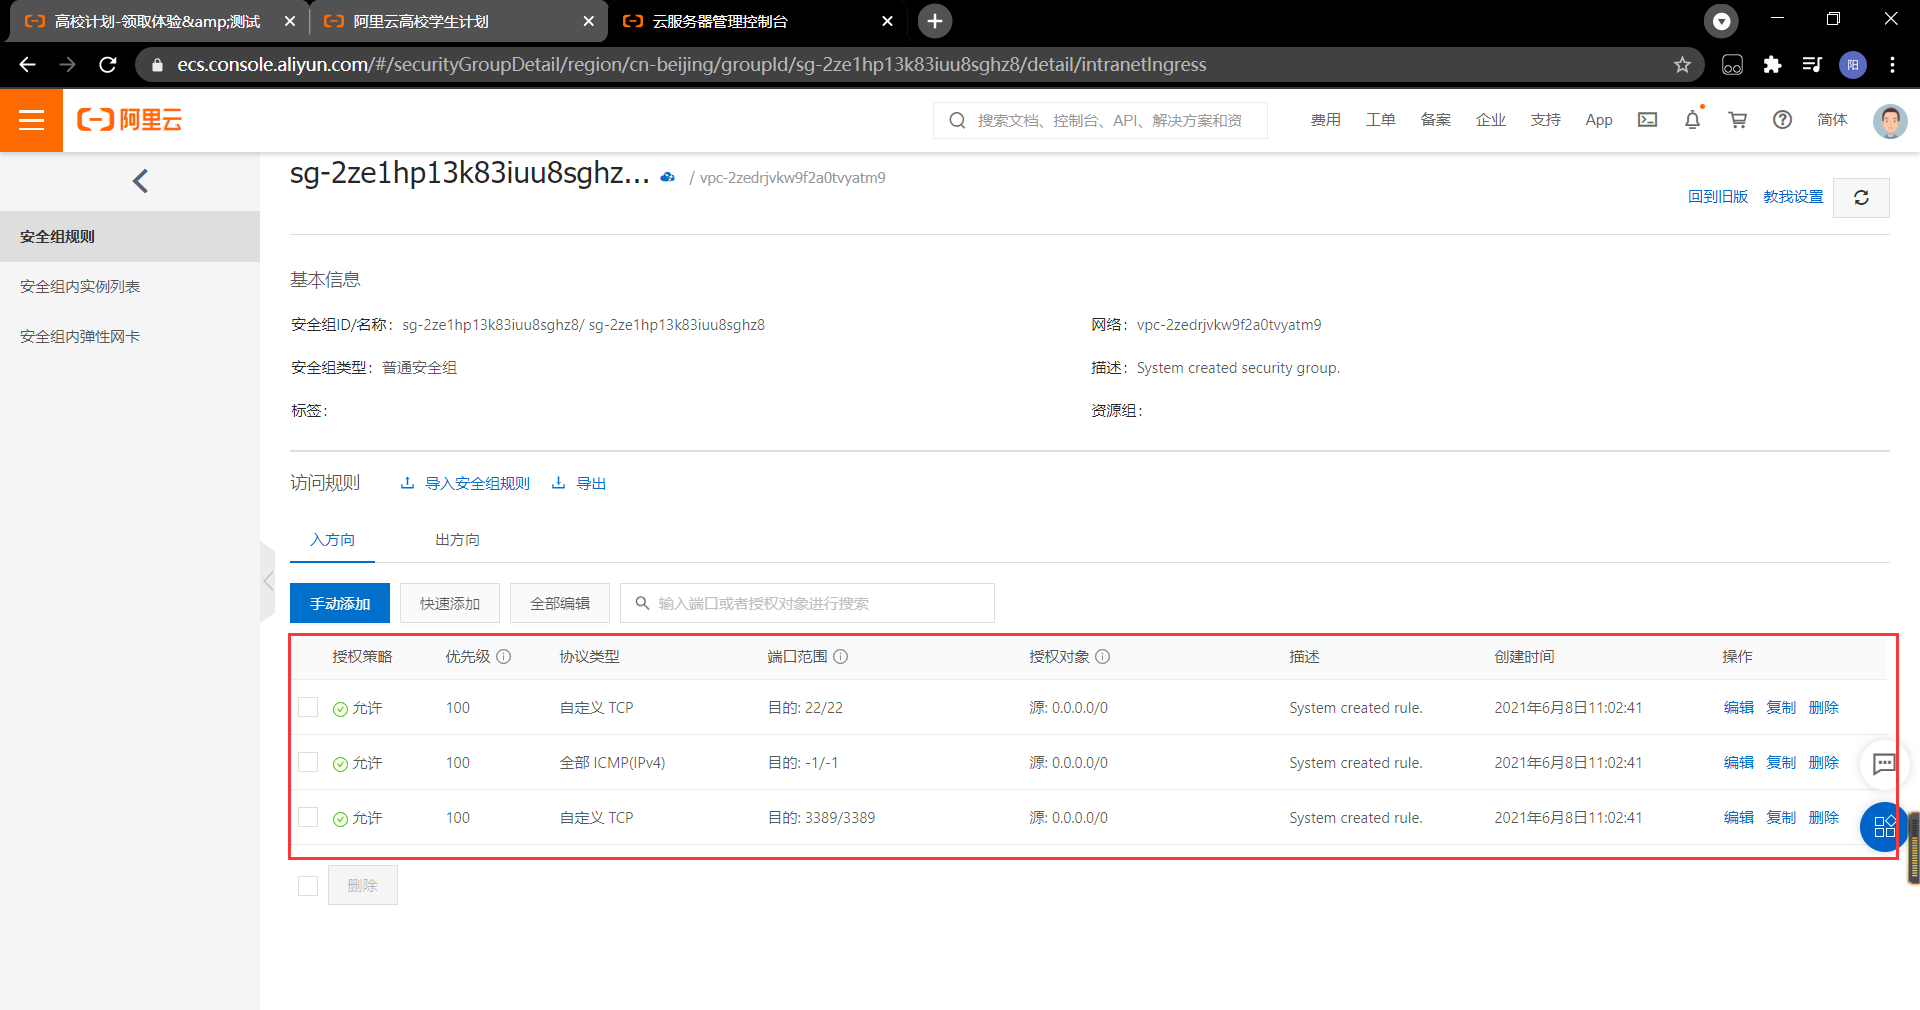 高校计划-领取体验&amp;测试
阿里云高校学生计划
云服务器管理控制台
ecs.console.aliyun.com/#/securityGroupDetail/region/cn-beijing/groupId/sg-2ze1hp13k83iuu8sghz8/detail/intranetIngress
阳
阿里云
搜索文档、控制台、API、解决方案和资
费用 工单 备案 企业 支持 App 简体
sg-2ze1hp13k83iuu8sghz... / vpc-2zedrjvkw9f2a0tvyatm9
回到旧版 教我设置
安全组规则
安全组内实例列表
安全组内弹性网卡
基本信息
安全组ID/名称: sg-2ze1hp13k83iuu8sghz8/ sg-2ze1hp13k83iuu8sghz8
网络: vpc-2zedrjvkw9f2a0tvyatm9
安全组类型: 普通安全组
描述: System created security group.
标签:
资源组:
访问规则 导入安全组规则 导出
入方向 出方向
手动添加 快速添加 全部编辑 输入端口或者授权对象进行搜索
授权策略 优先级 协议类型 端口范围 授权对象 描述 创建时间 操作
允许 100 自定义 TCP 目的: 22/22 源: 0.0.0.0/0 System created rule. 2021年6月8日11:02:41 编辑 复制 删除
允许 100 全部 ICMP(IPv4) 目的: -1/-1 源: 0.0.0.0/0 System created rule. 2021年6月8日11:02:41 编辑 复制 删除
允许 100 自定义 TCP 目的: 3389/3389 源: 0.0.0.0/0 System created rule. 2021年6月8日11:02:41 编辑 复制 删除
删除